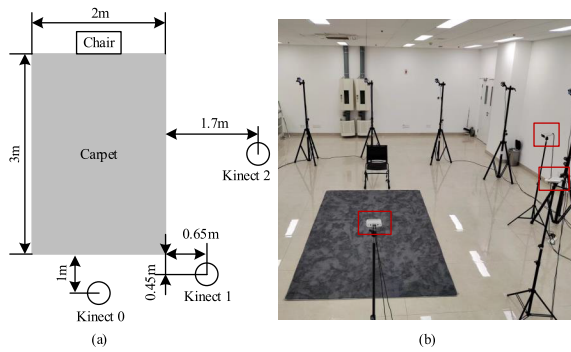 2m
Chair
1.7m
3m
Carpet
Kinect 2
0.65m
1m
0.45m
Kinect 1
Kinect 0
(a)
(b)